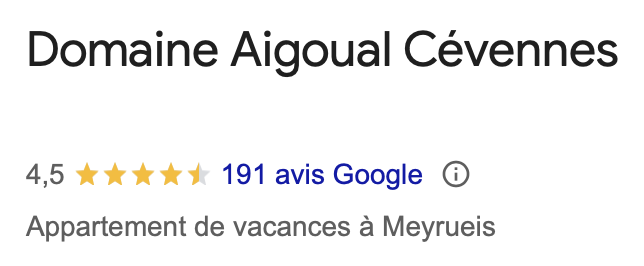 Domaine Aigoual Cévennes
4,5 191 avis Google
Appartement de vacances à Meyrueis